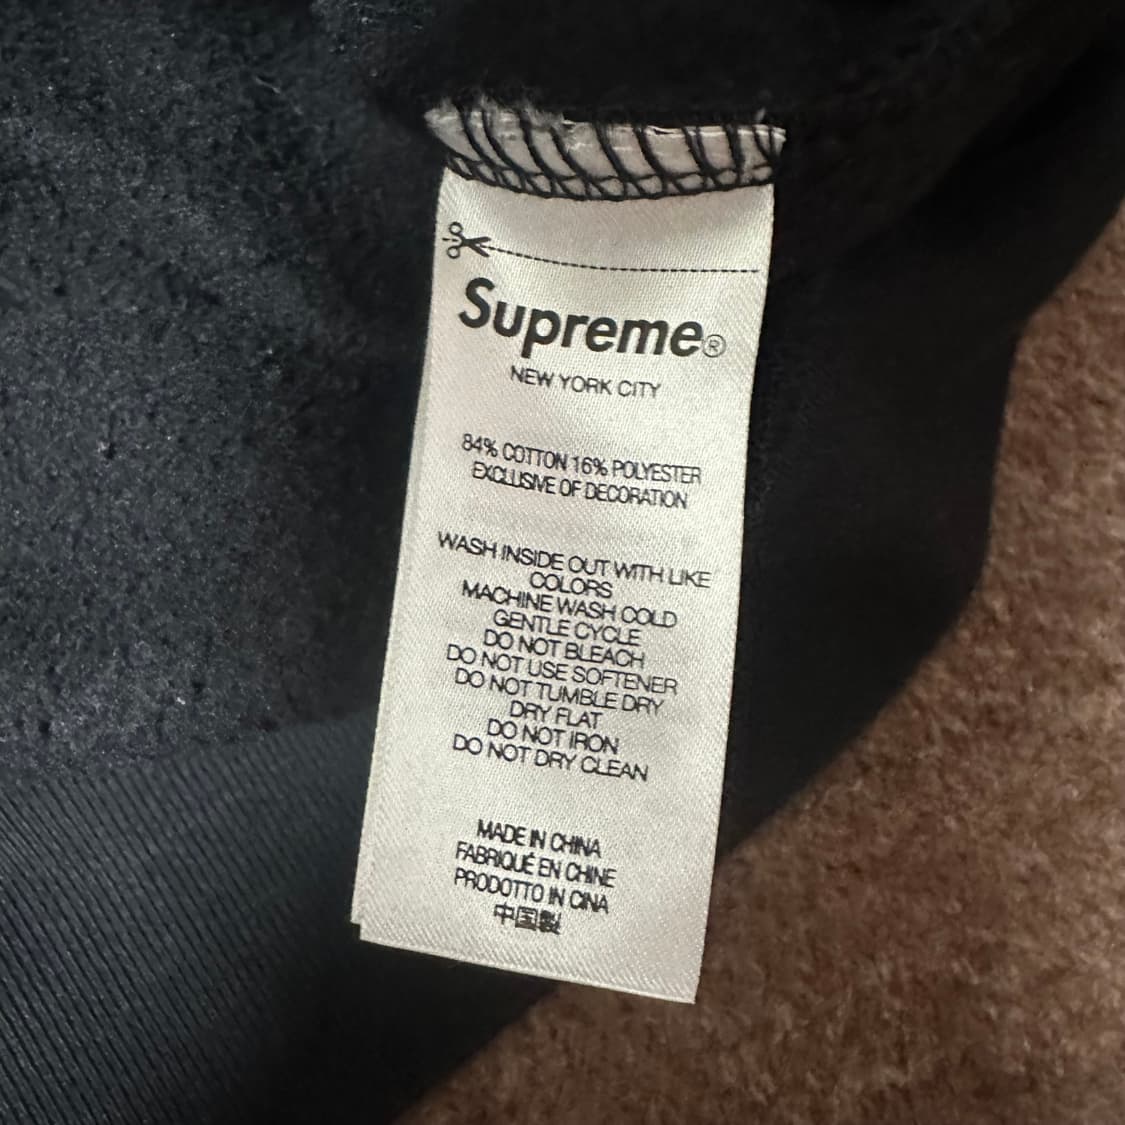 Supreme®
NEW YORK CITY
84% COTTON 16% POLYESTER
EXCLUSIVE OF DECORATION
WASH INSIDE OUT WITH LIKE
COLORS
MACHINE WASH COLD
GENTLE CYCLE
DO NOT BLEACH
DO NOT USE SOFTENER
DO NOT TUMBLE DRY
DRY FLAT
DO NOT IRON
DO NOT DRY CLEAN
MADE IN CHINA
FABRIQUÉ EN CHINE
PRODOTTO IN CINA
中国製